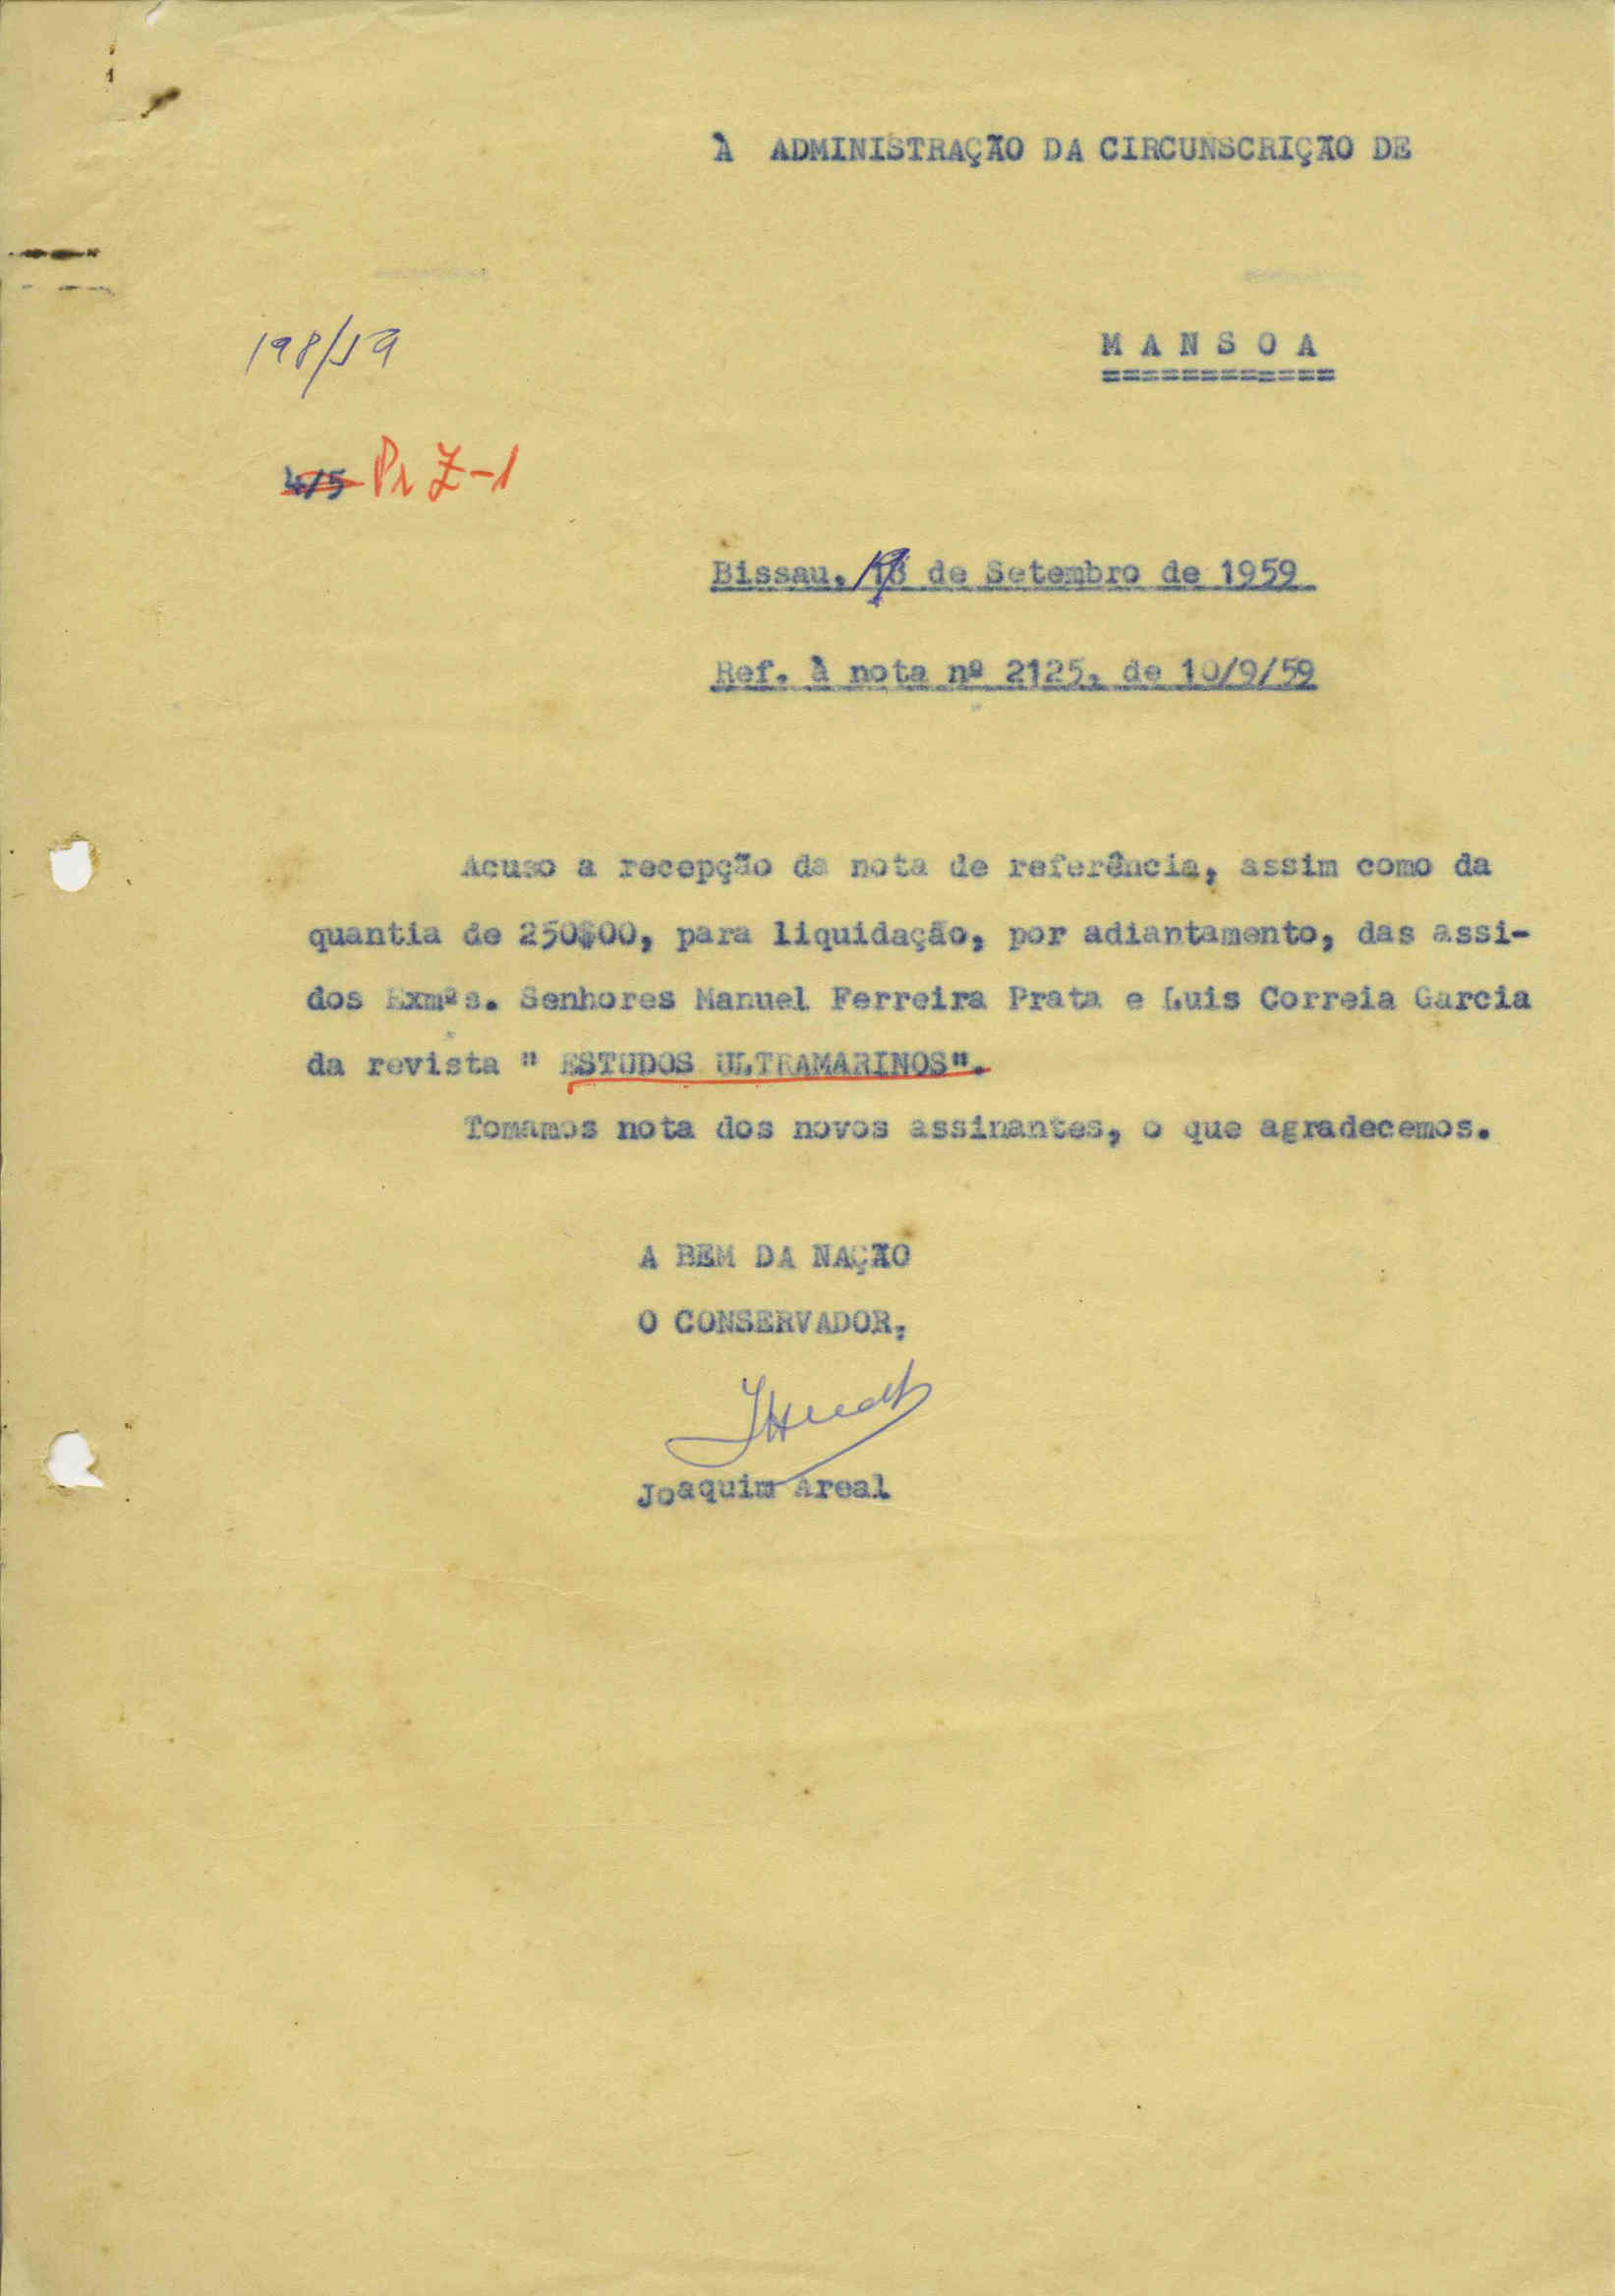 À ADMINISTRAÇÃO DA CIRCUNSCRIÇÃO DE
198/59
MANSOA
============
4/5 Pr Z-1
Bissau, de Setembro de 1959
Ref. à nota nº 2125, de 10/9/59
Acuso a recepção da nota de referência, assim como da
quantia de 250$00, para liquidação, por adiantamento, das assi-
dos Exmºs. Senhores Manuel Ferreira Prata e Luis Correia Garcia
da revista " ESTUDOS ULTRAMARINOS".
Tomamos nota dos novos assinantes, o que agradecemos.
A BEM DA NAÇÃO
O CONSERVADOR,
Joaquim Areal